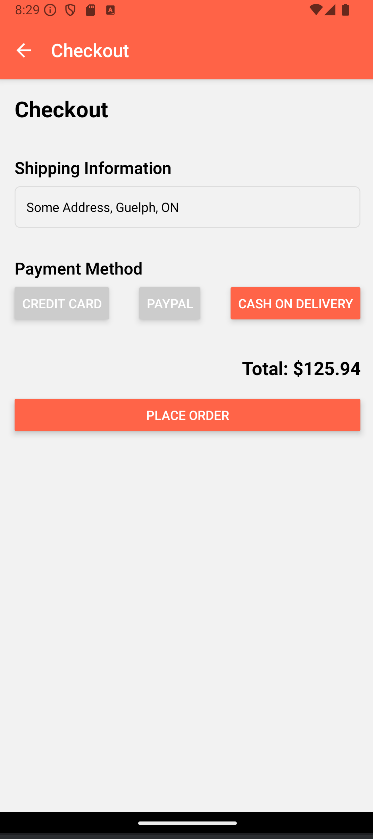 8:29
Checkout
Checkout
Shipping Information
Some Address, Guelph, ON
Payment Method
CREDIT CARD PAYPAL CASH ON DELIVERY
Total: $125.94
PLACE ORDER